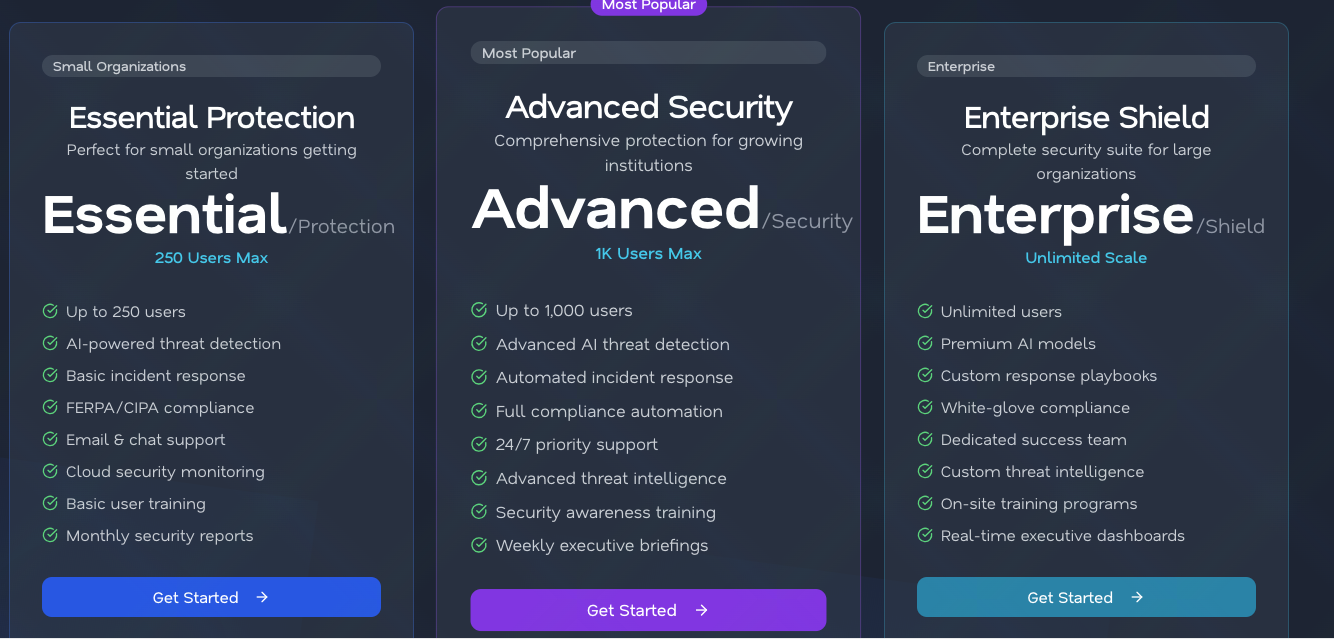 Small Organizations
Essential Protection
Perfect for small organizations getting
started
Essential/Protection
250 Users Max
Up to 250 users
AI-powered threat detection
Basic incident response
FERPA/CIPA compliance
Email & chat support
Cloud security monitoring
Basic user training
Monthly security reports
Get Started →
Most Popular
Most Popular
Advanced Security
Comprehensive protection for growing
institutions
Advanced/Security
1K Users Max
Up to 1,000 users
Advanced AI threat detection
Automated incident response
Full compliance automation
24/7 priority support
Advanced threat intelligence
Security awareness training
Weekly executive briefings
Get Started →
Enterprise
Enterprise Shield
Complete security suite for large
organizations
Enterprise/Shield
Unlimited Scale
Unlimited users
Premium AI models
Custom response playbooks
White-glove compliance
Dedicated success team
Custom threat intelligence
On-site training programs
Real-time executive dashboards
Get Started →